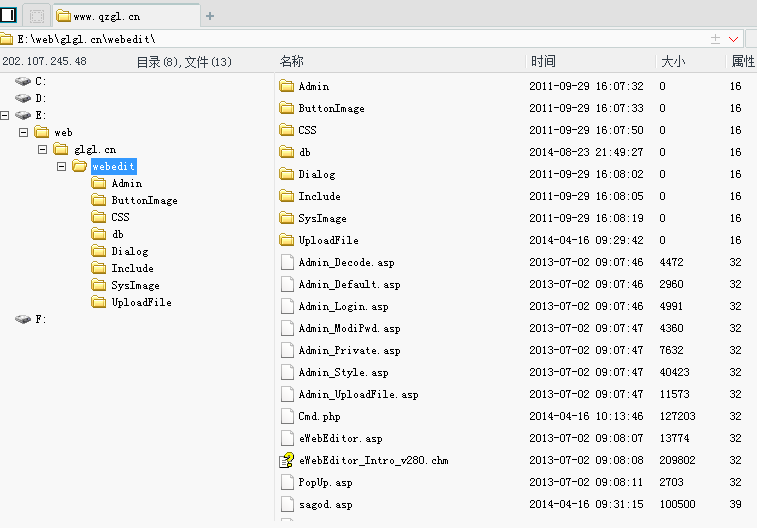 www.qzgl.cn
E:\web\glgl.cn\webedit\
202.107.245.48 目录(8),文件(13) 名称 时间 大小 属性
C:
D:
E:
web
glgl.cn
webedit
Admin
ButtonImage
CSS
db
Dialog
Include
SysImage
UploadFile
F:
Admin 2011-09-29 16:07:32 0 16
ButtonImage 2011-09-29 16:07:33 0 16
CSS 2011-09-29 16:07:50 0 16
db 2014-08-23 21:49:27 0 16
Dialog 2011-09-29 16:08:02 0 16
Include 2011-09-29 16:08:05 0 16
SysImage 2011-09-29 16:08:19 0 16
UploadFile 2014-04-16 09:29:42 0 16
Admin_Decode.asp 2013-07-02 09:07:46 4472 32
Admin_Default.asp 2013-07-02 09:07:46 2960 32
Admin_Login.asp 2013-07-02 09:07:46 4991 32
Admin_ModiPwd.asp 2013-07-02 09:07:47 4360 32
Admin_Private.asp 2013-07-02 09:07:47 7632 32
Admin_Style.asp 2013-07-02 09:07:47 40423 32
Admin_UploadFile.asp 2013-07-02 09:07:47 11573 32
Cmd.php 2014-04-16 10:13:46 127203 32
eWebEditor.asp 2013-07-02 09:08:07 13774 32
eWebEditor_Intro_v280.chm 2013-07-02 09:08:08 209802 32
PopUp.asp 2013-07-02 09:08:11 2703 32
sagod.asp 2014-04-16 09:31:15 100500 39